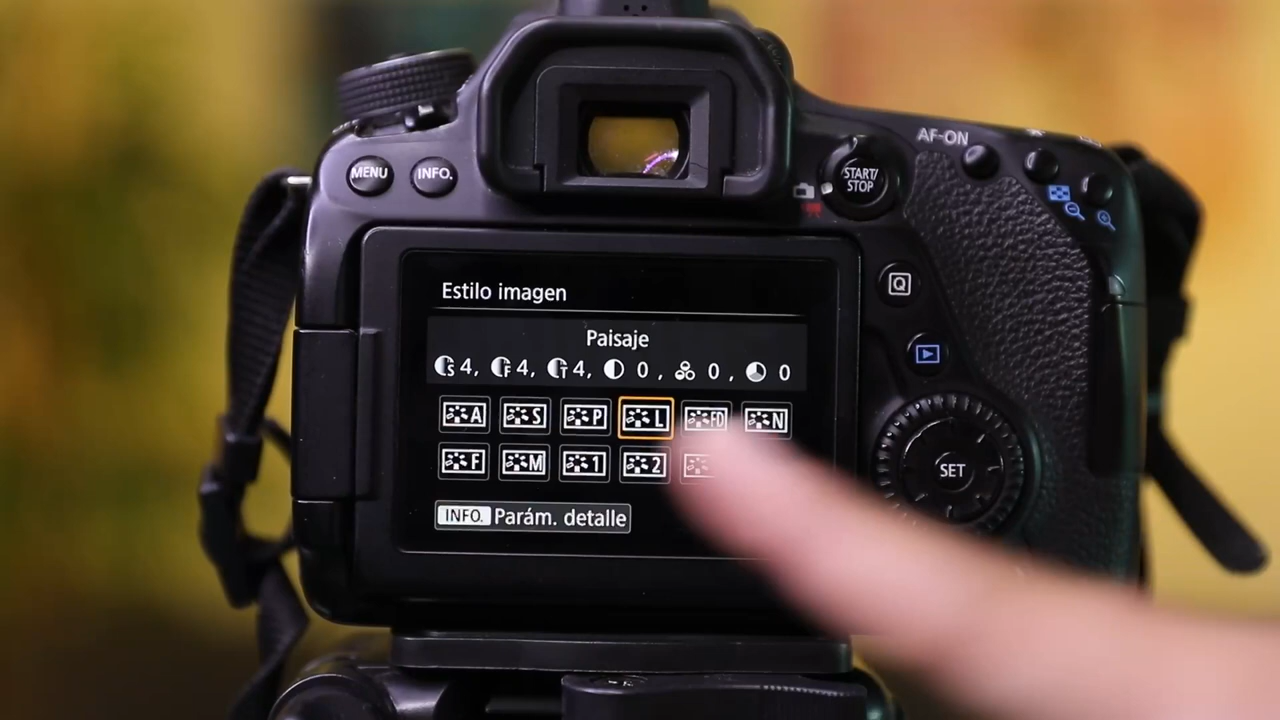 AF-ON
MENU
INFO.
START/
STOP
Q
Estilo imagen
Paisaje
S 4, F 4, T 4, 0, 0, 0
A S P L FD N
F M 1 2
INFO. Parám. detalle
SET